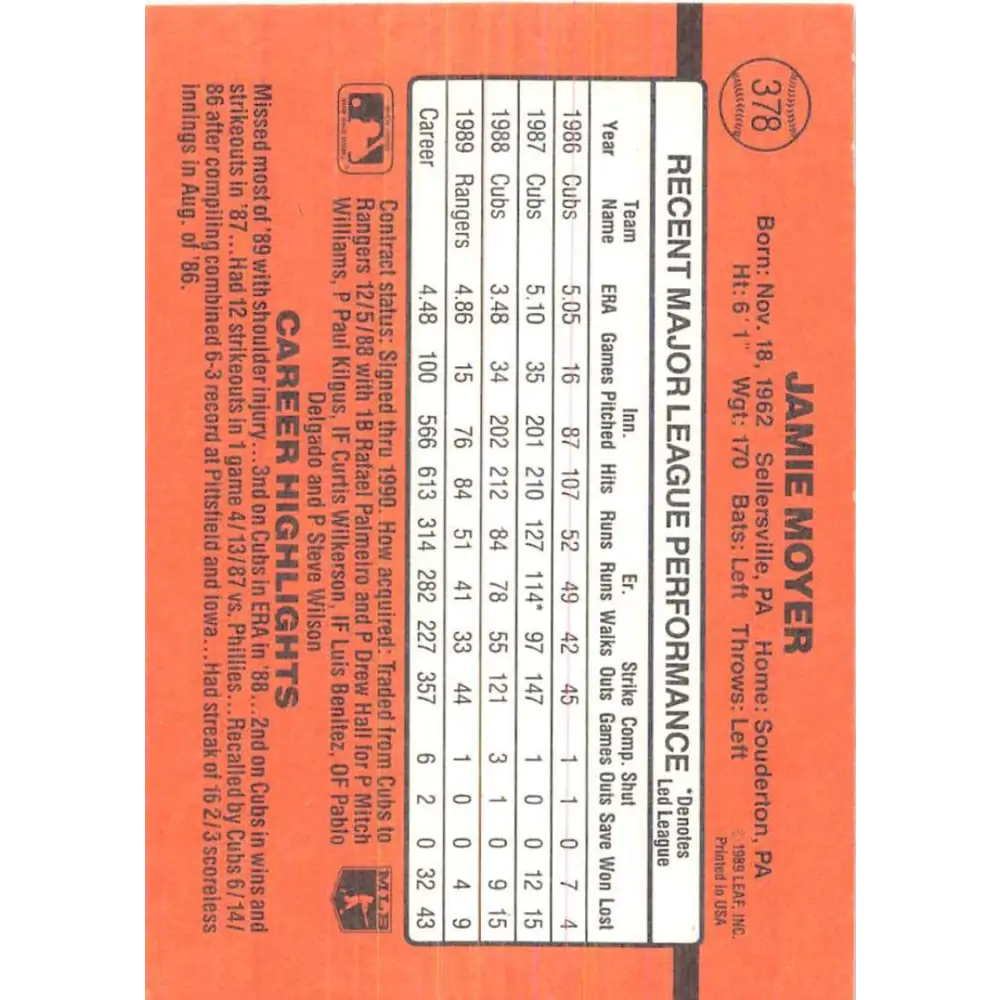 378
JAMIE MOYER
Born: Nov. 18, 1962 Sellersville, PA Home: Souderton, PA
Ht: 6' 1" Wgt: 170 Bats: Left Throws: Left
© 1989 LEAF, INC.
Printed in USA
RECENT MAJOR LEAGUE PERFORMANCE *Denotes
Led League
Team Inn. Er. Strike Comp. Shut
Year Name ERA Games Pitched Hits Runs Runs Walks Outs Games Outs Save Won Lost
1986 Cubs 5.05 16 87 107 52 49 42 45 1 1 0 7 4
1987 Cubs 5.10 35 201 210 127 114* 97 147 1 0 0 12 15
1988 Cubs 3.48 34 202 212 84 78 55 121 3 1 0 9 15
1989 Rangers 4.86 15 76 84 51 41 33 44 1 0 0 4 9
Career 4.48 100 566 613 314 282 227 357 6 2 0 32 43
Contract status: Signed thru 1990. How acquired: Traded from Cubs to
Rangers 12/5/88 with 1B Rafael Palmeiro and P Drew Hall for P Mitch
Williams, P Paul Kilgus, IF Curtis Wilkerson, IF Luis Benitez, OF Pablo
Delgado and P Steve Wilson
MLB
CAREER HIGHLIGHTS
Missed most of '89 with shoulder injury...3rd on Cubs in ERA in '88...2nd on Cubs in wins and
strikeouts in '87...Had 12 strikeouts in 1 game 4/13/87 vs. Phillies...Recalled by Cubs 6/14/
86 after compiling combined 6-3 record at Pittsfield and Iowa...Had streak of 16 2/3 scoreless
innings in Aug. of '86.